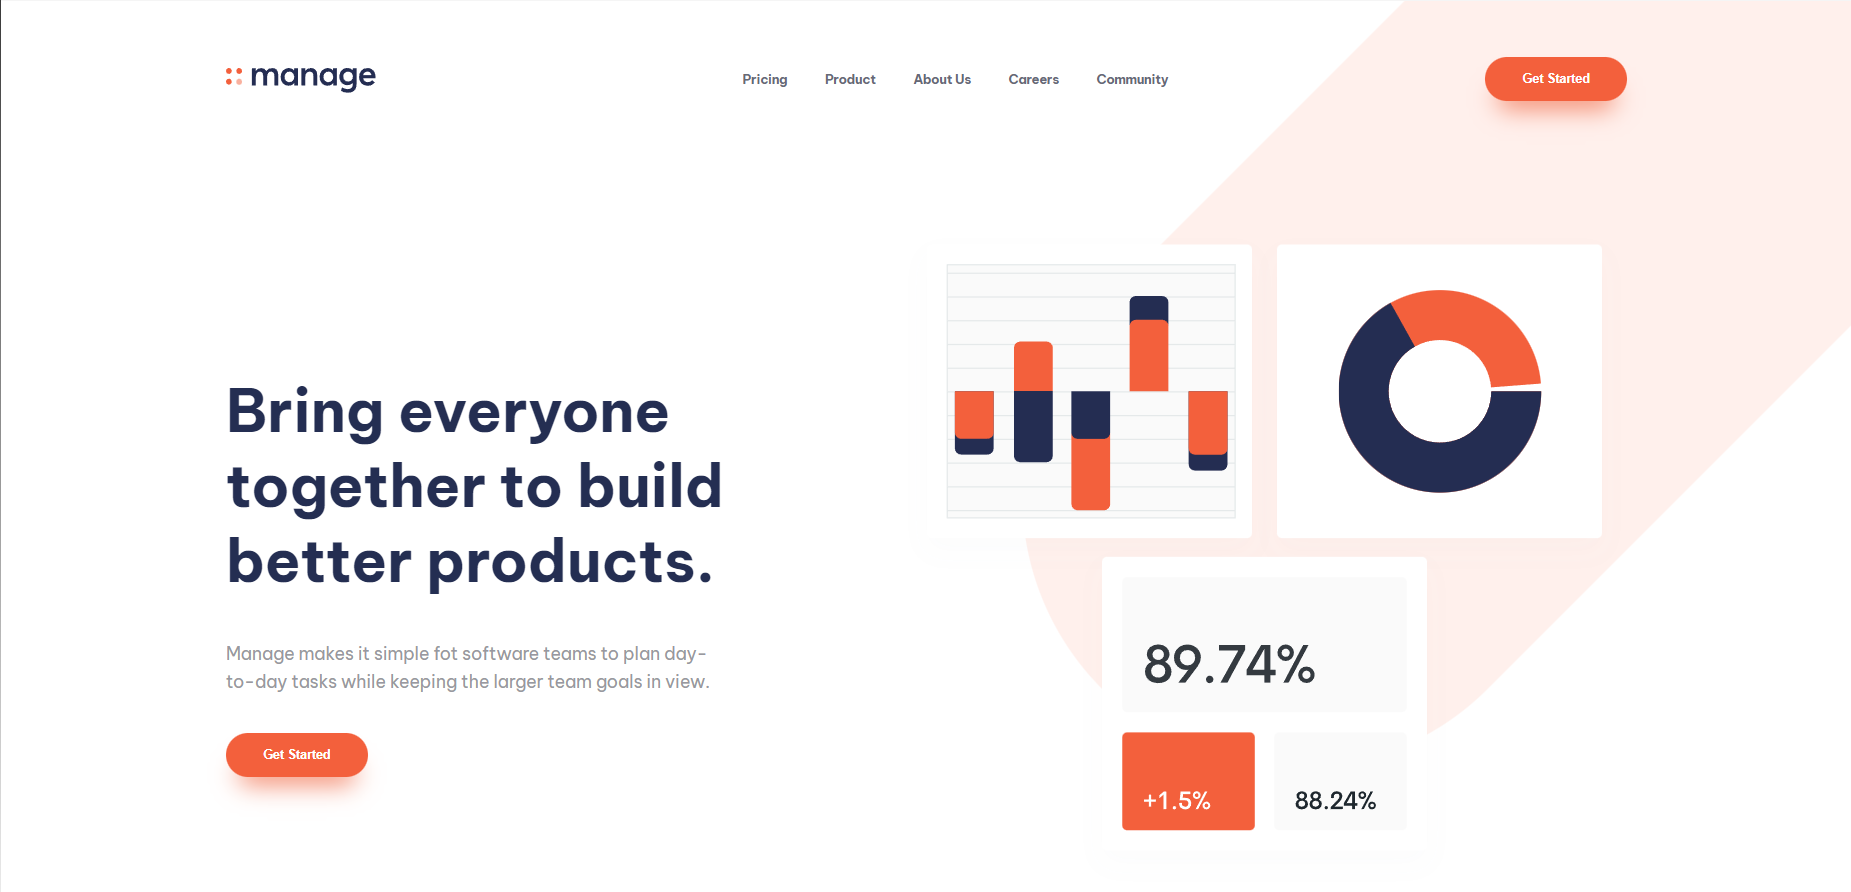 manage
Pricing Product About Us Careers Community
Get Started
Bring everyone
together to build
better products.
Manage makes it simple fot software teams to plan day-
to-day tasks while keeping the larger team goals in view.
Get Started
89.74%
+1.5%
88.24%